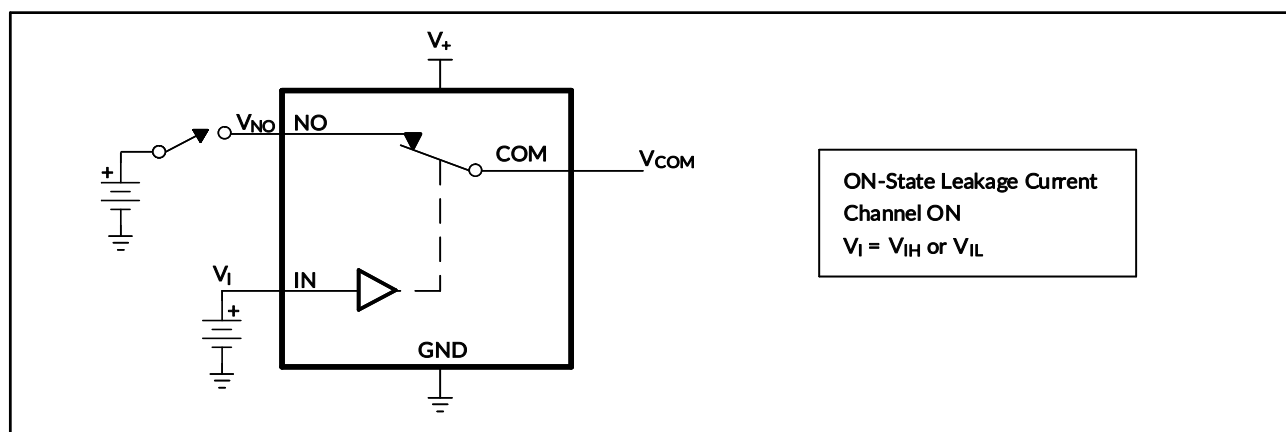 V+
VNO NO
COM
VCOM
+
VI IN
+
GND
ON-State Leakage Current
Channel ON
VI = VIH or VIL